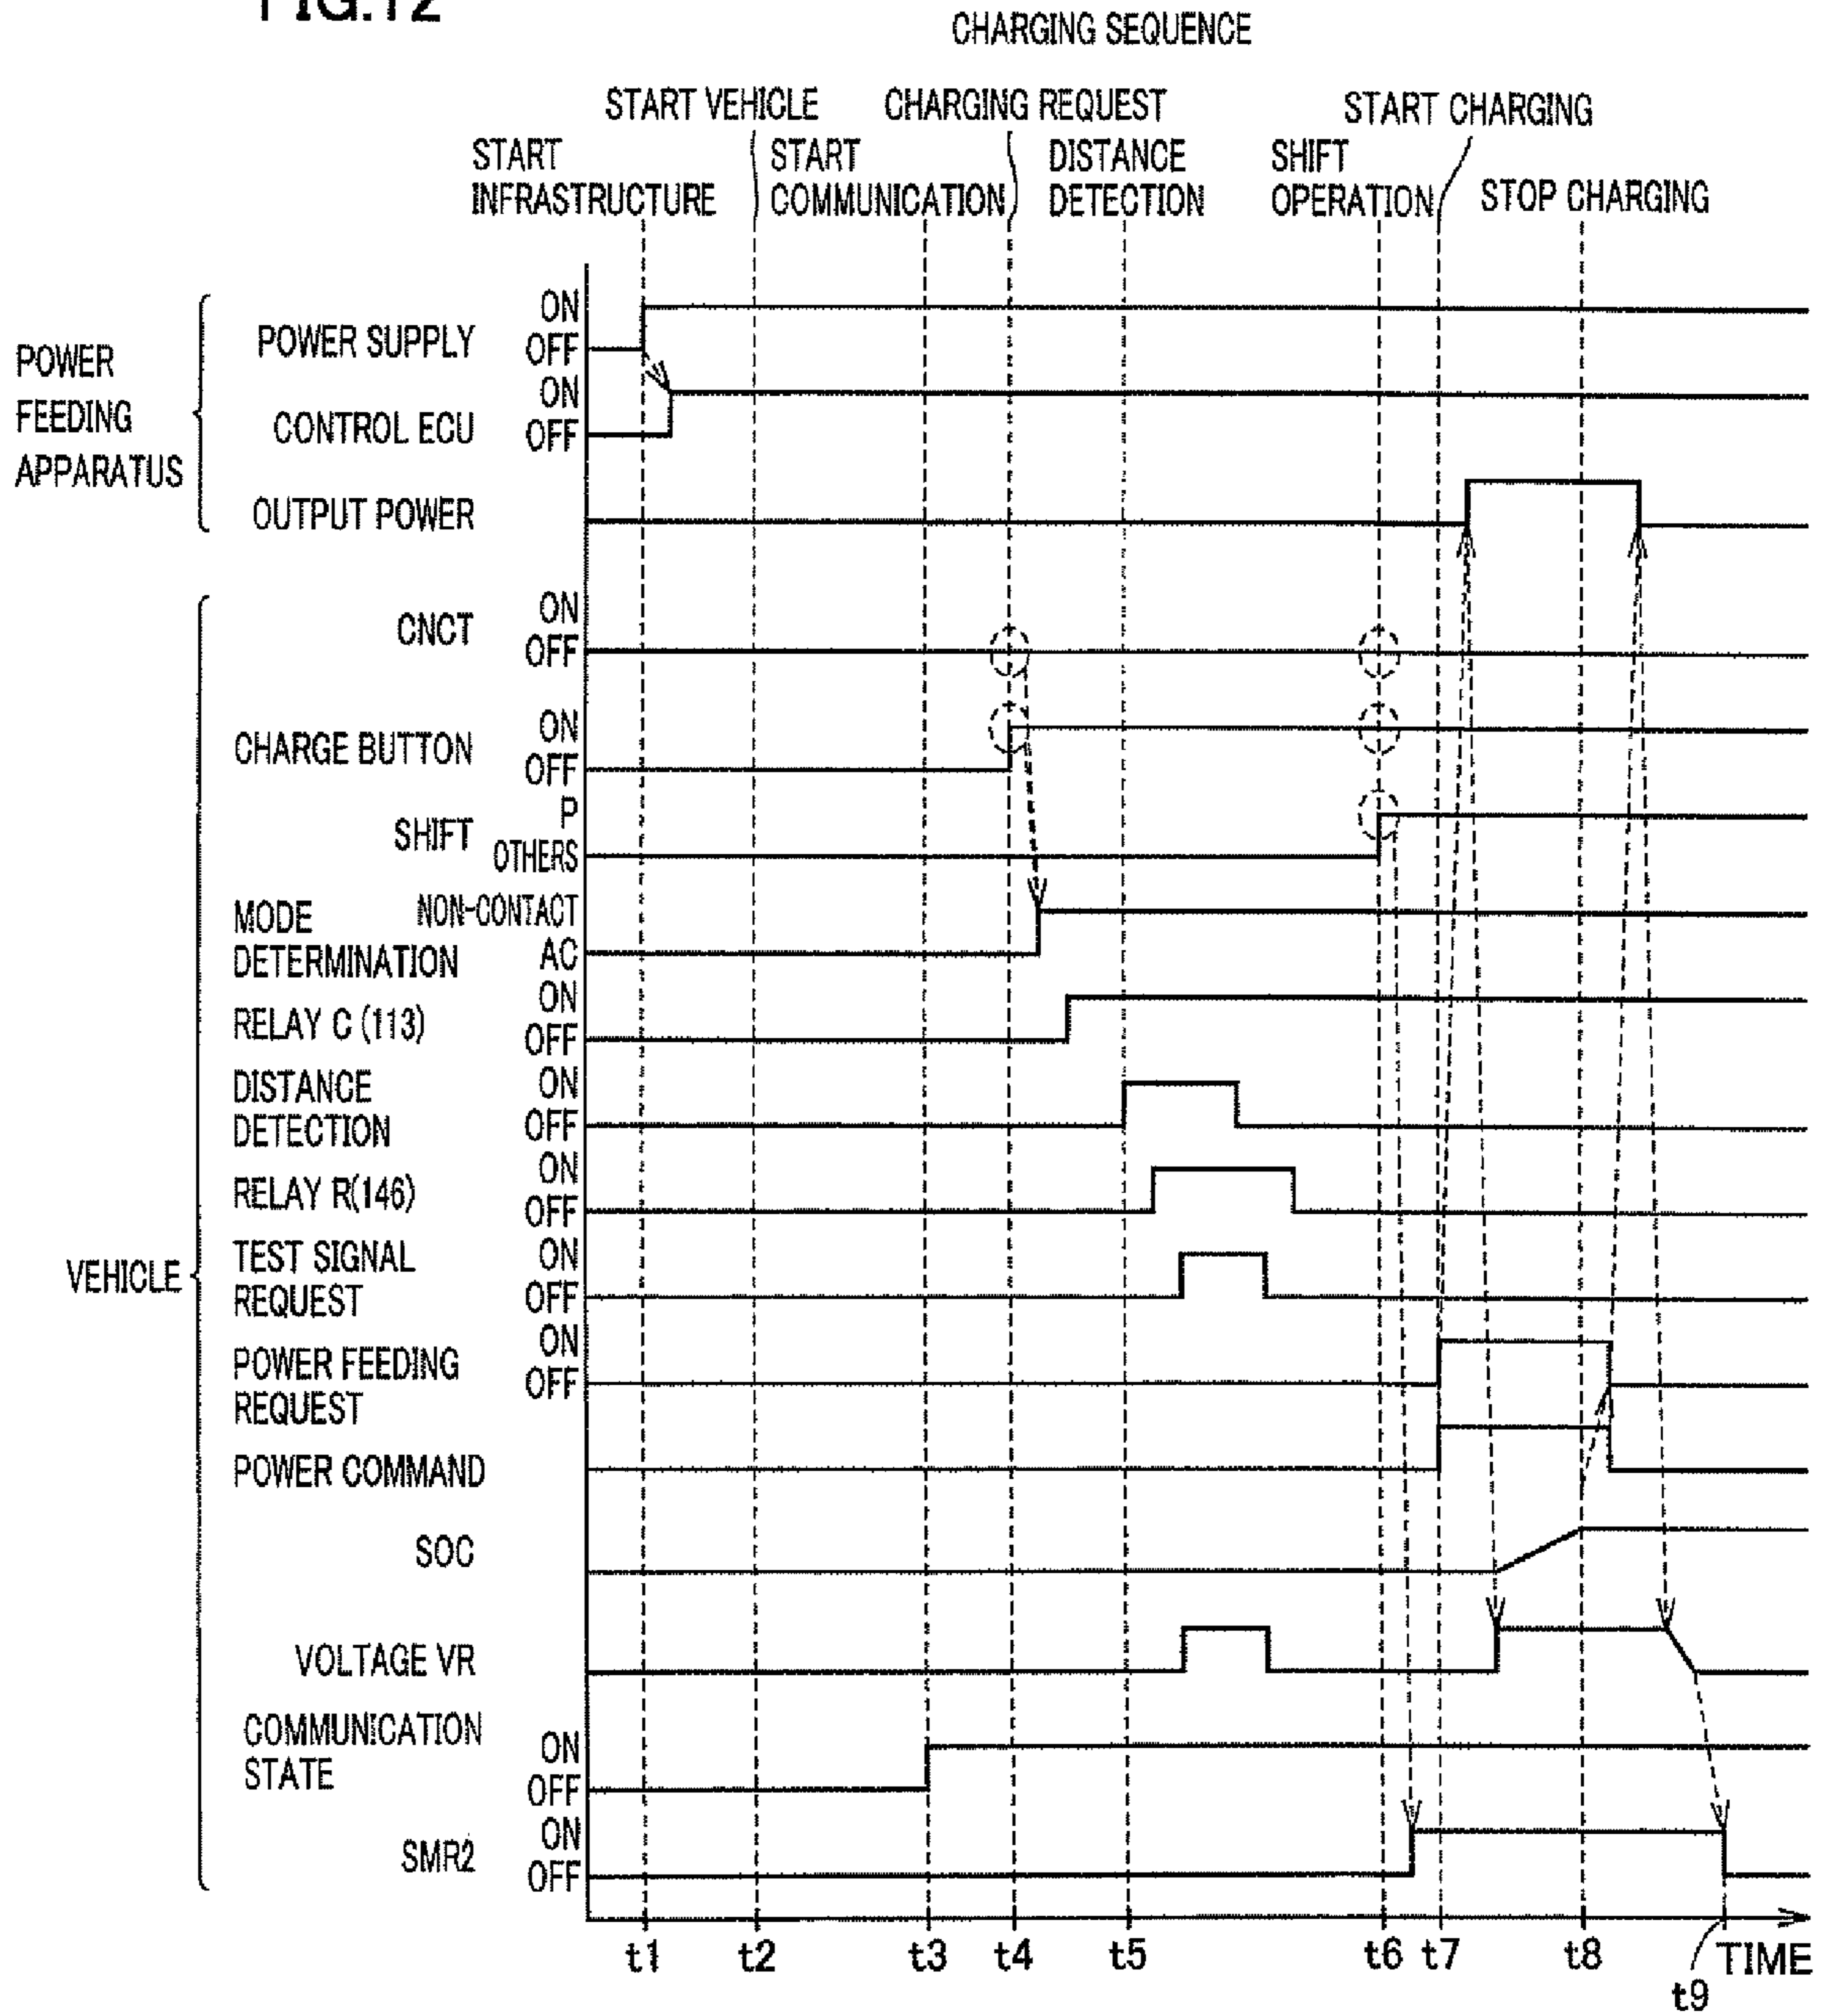 FIG.12
CHARGING SEQUENCE
START VEHICLE
CHARGING REQUEST
START CHARGING
START
INFRASTRUCTURE
START
COMMUNICATION
DISTANCE
DETECTION
SHIFT
OPERATION
STOP CHARGING
POWER
FEEDING
APPARATUS
POWER SUPPLY
ON
OFF
CONTROL ECU
ON
OFF
OUTPUT POWER
VEHICLE
CNCT
ON
OFF
CHARGE BUTTON
ON
OFF
SHIFT
P
OTHERS
MODE
DETERMINATION
NON-CONTACT
AC
RELAY C (113)
ON
OFF
DISTANCE
DETECTION
ON
OFF
RELAY R(146)
ON
OFF
TEST SIGNAL
REQUEST
ON
OFF
POWER FEEDING
REQUEST
ON
OFF
POWER COMMAND
SOC
VOLTAGE VR
COMMUNICATION
STATE
ON
OFF
SMR2
ON
OFF
t1
t2
t3
t4
t5
t6
t7
t8
t9
TIME